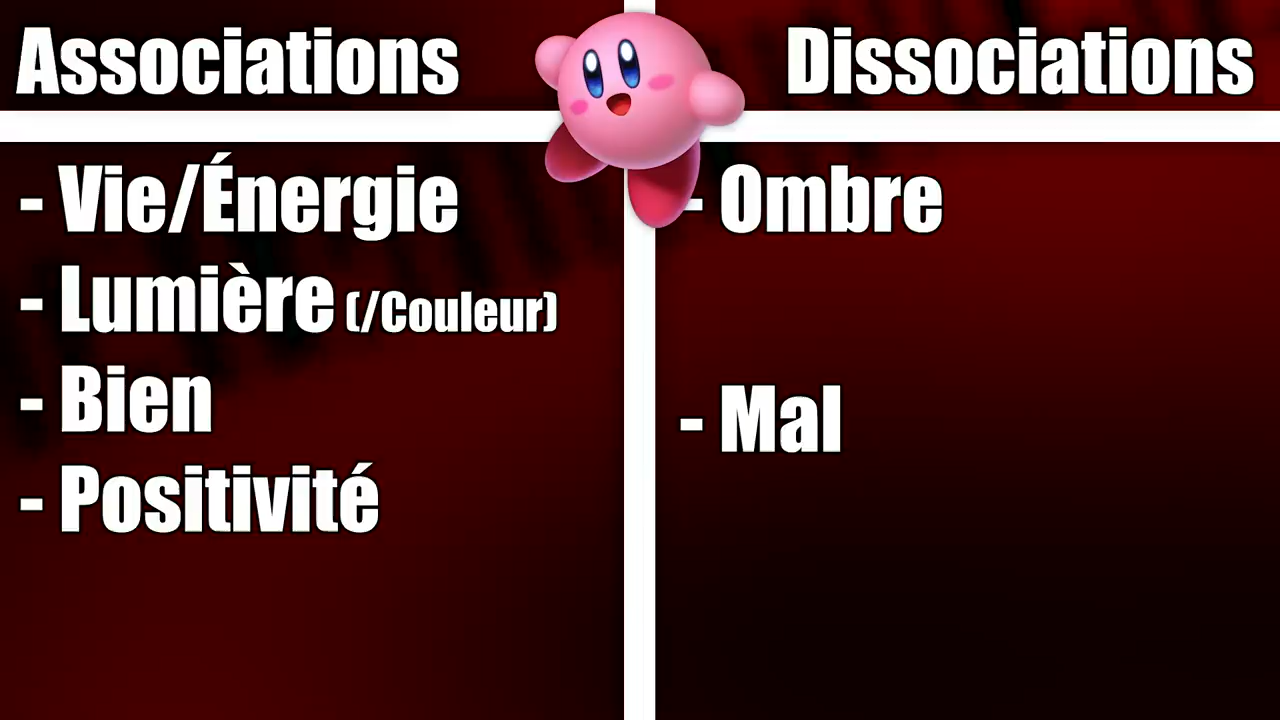 Associations
Dissociations
- Vie/Énergie
- Lumière (/Couleur)
- Bien
- Positivité
- Ombre
- Mal